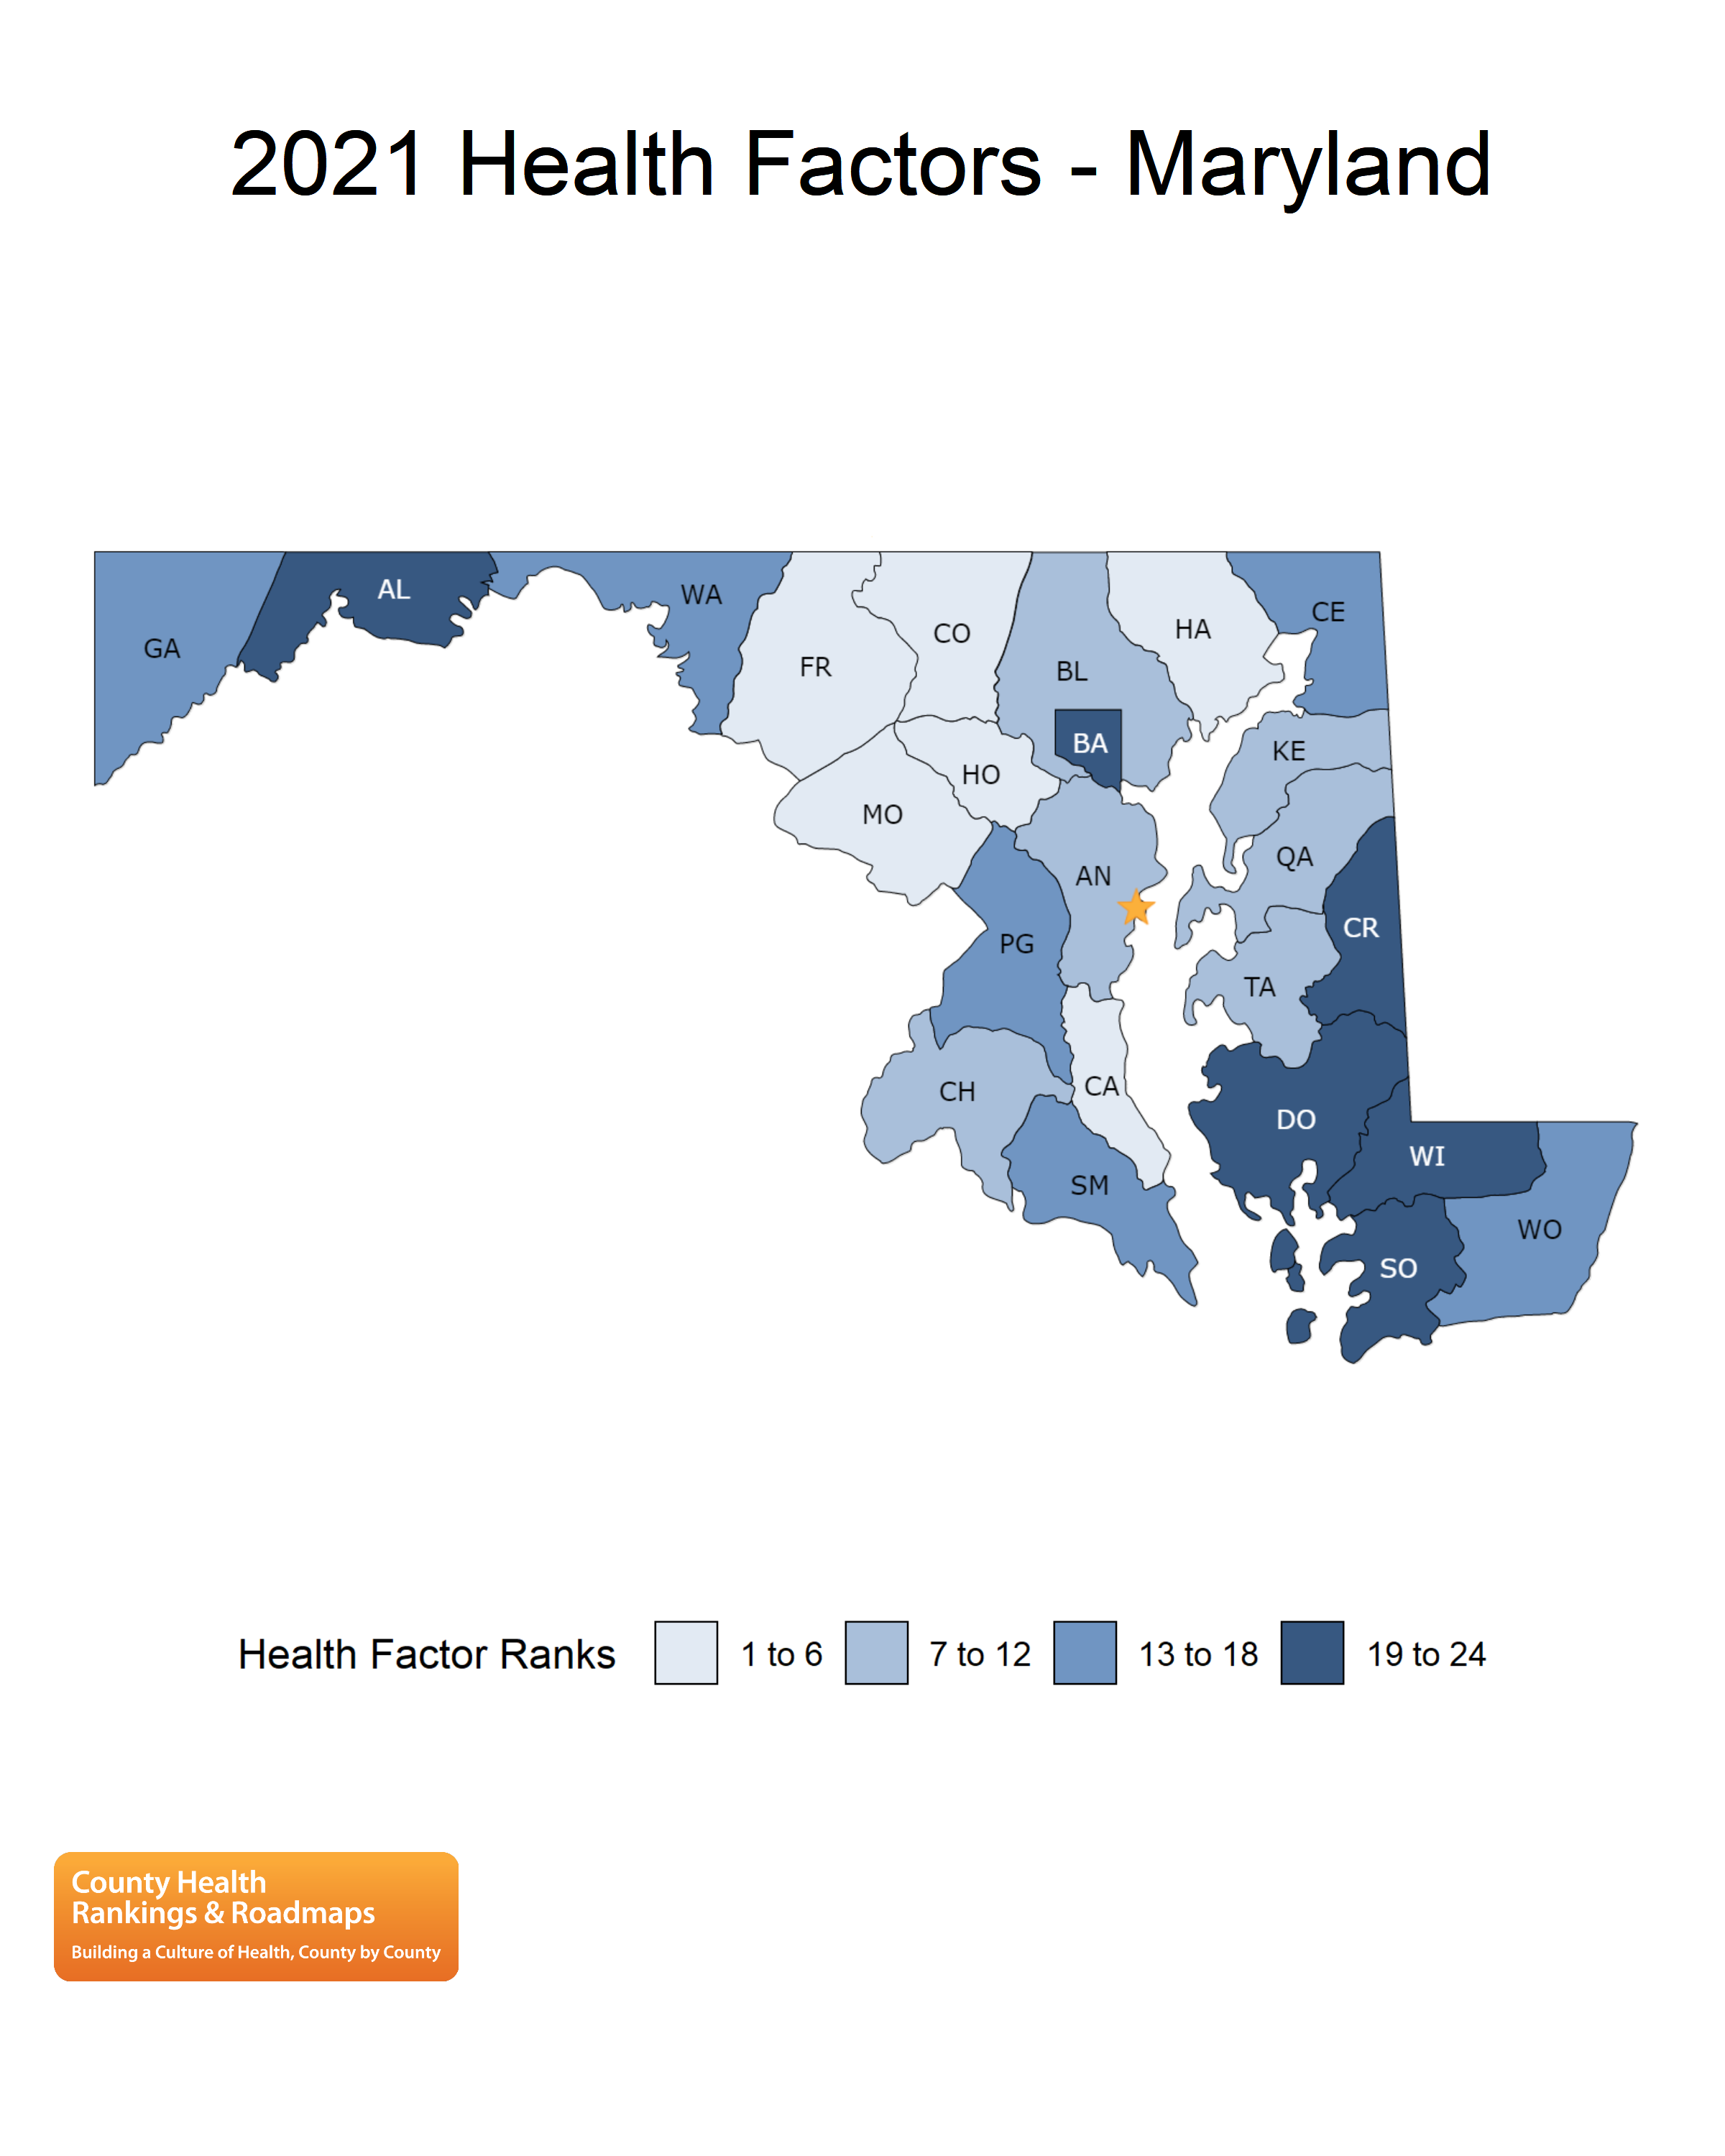 2021 Health Factors - Maryland
GA
AL
WA
FR
CO
BL
HA
CE
BA
KE
HO
MO
QA
AN
CR
PG
TA
CH
CA
DO
WI
SM
WO
SO
Health Factor Ranks 1 to 6 7 to 12 13 to 18 19 to 24
County Health
Rankings & Roadmaps
Building a Culture of Health, County by County